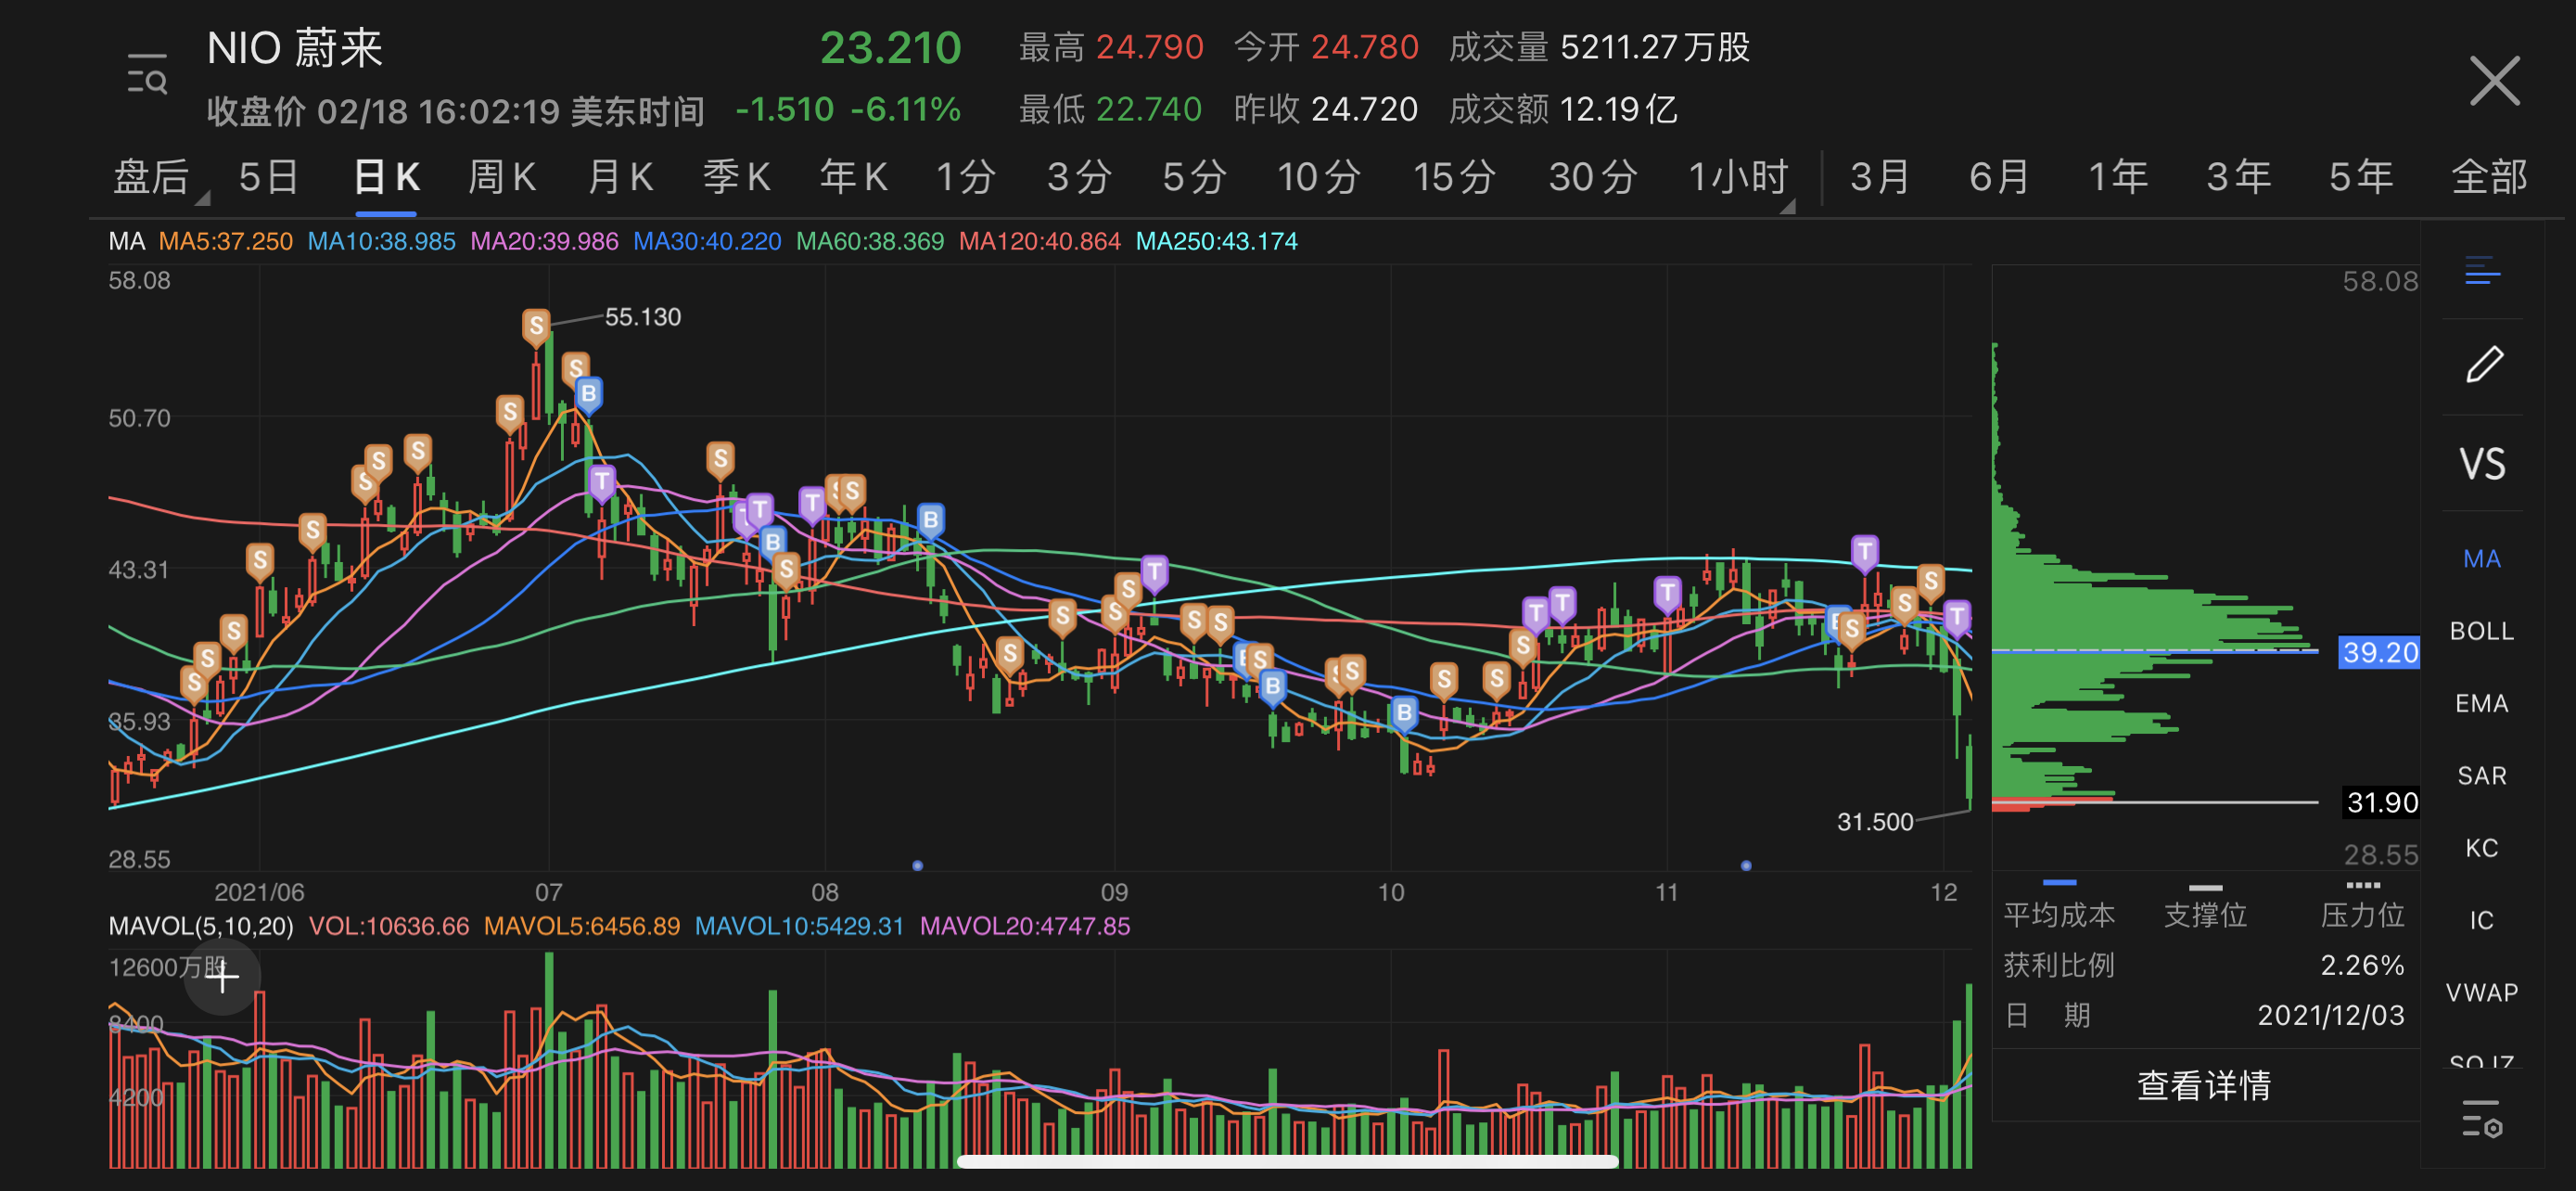 NIO 蔚来
23.210
最高 24.790 今开 24.780 成交量 5211.27万股
收盘价 02/18 16:02:19 美东时间 -1.510 -6.11%
最低 22.740 昨收 24.720 成交额 12.19亿
盘后 5日 日K 周K 月K 季K 年K 1分 3分 5分 10分 15分 30分 1小时 3月 6月 1年 3年 5年 全部
MA MA5:37.250 MA10:38.985 MA20:39.986 MA30:40.220 MA60:38.369 MA120:40.864 MA250:43.174
58.08
50.70
43.31
35.93
28.55
55.130
31.500
S
S
S
S
S
S
S
S
S
S
S
B
T
S
T
T
B
S
T
S
S
B
S
S
S
S
T
S
S
B
S
B
S
S
B
S
S
S
T
T
T
B
S
T
S
S
T
2021/06 07 08 09 10 11 12
MAVOL(5,10,20) VOL:10636.66 MAVOL5:6456.89 MAVOL10:5429.31 MAVOL20:4747.85
12600万股
8400
4200
58.08
39.20
31.90
28.55
平均成本 支撑位 压力位
获利比例 2.26%
日 期 2021/12/03
查看详情
VS
MA
BOLL
EMA
SAR
KC
IC
VWAP